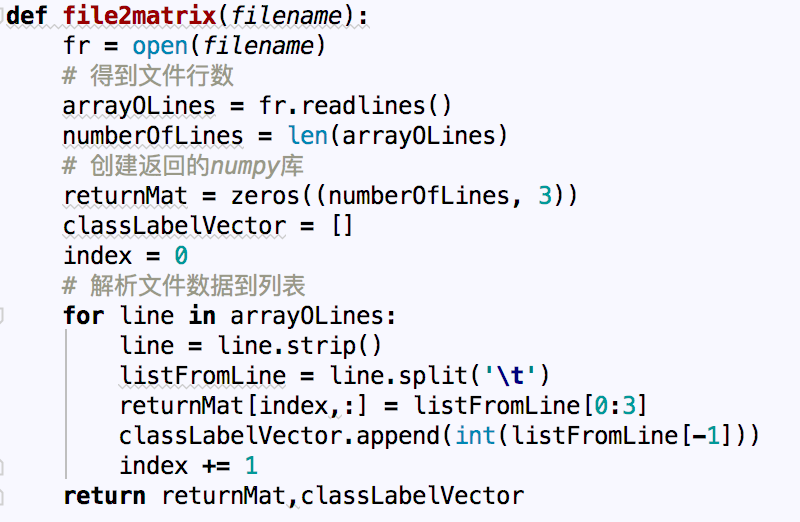 def file2matrix(filename):
    fr = open(filename)
    # 得到文件行数
    arrayOLines = fr.readlines()
    numberOfLines = len(arrayOLines)
    # 创建返回的numpy库
    returnMat = zeros((numberOfLines, 3))
    classLabelVector = []
    index = 0
    # 解析文件数据到列表
    for line in arrayOLines:
        line = line.strip()
        listFromLine = line.split('\t')
        returnMat[index,:] = listFromLine[0:3]
        classLabelVector.append(int(listFromLine[-1]))
        index += 1
    return returnMat,classLabelVector